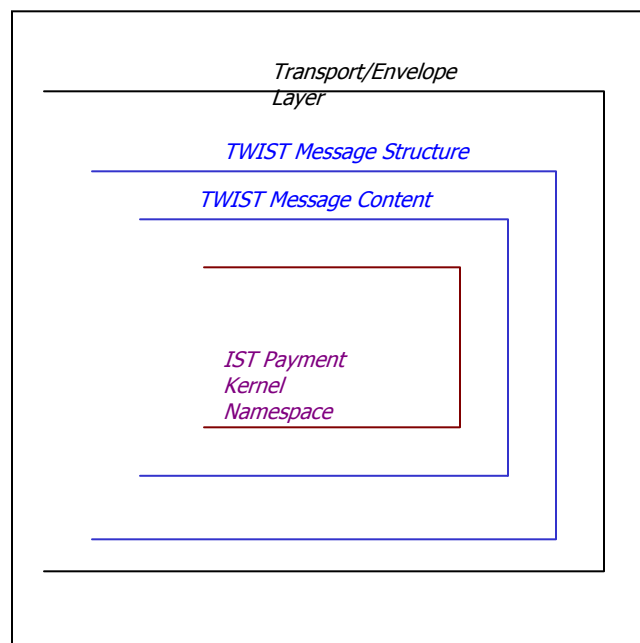 Transport/Envelope
Layer
TWIST Message Structure
TWIST Message Content
IST Payment
Kernel
Namespace